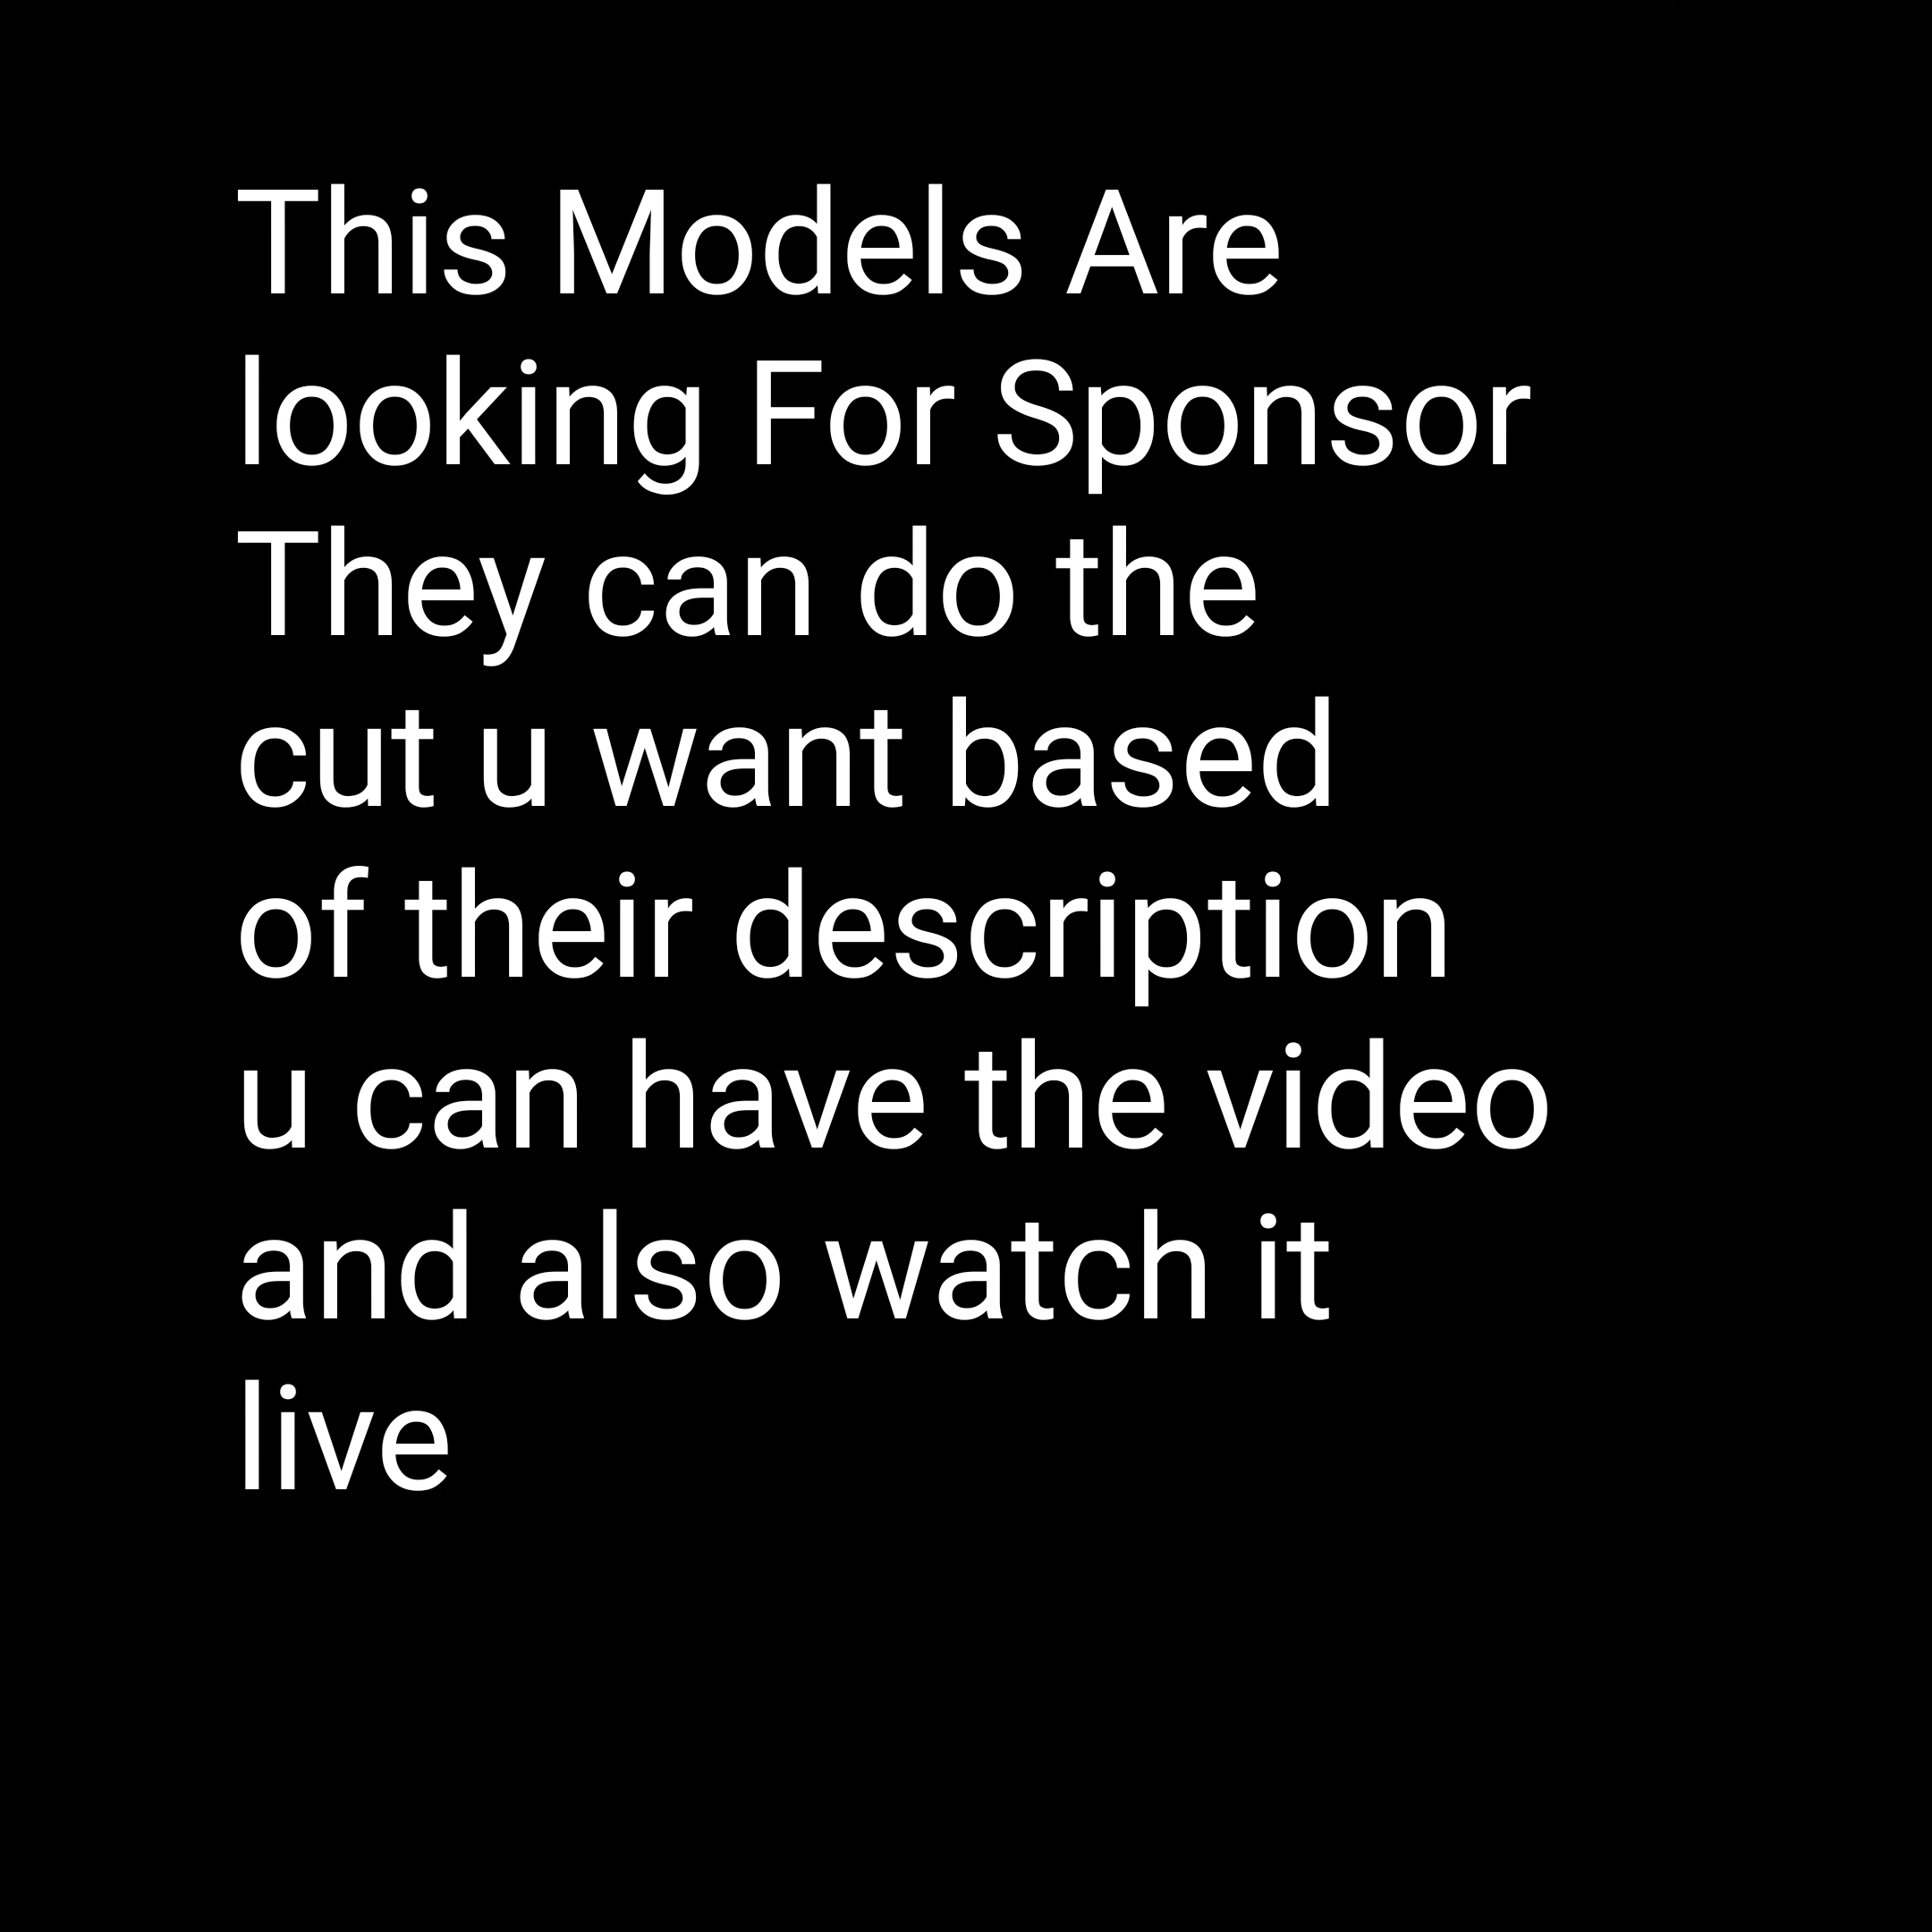 This Models Are
looking For Sponsor
They can do the
cut u want based
of their description
u can have the video
and also watch it
live